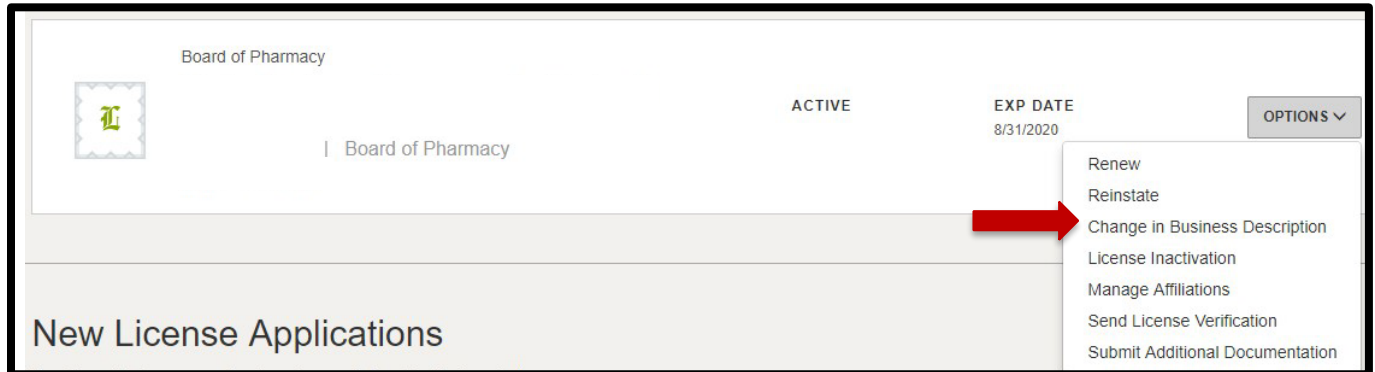 Board of Pharmacy
L
ACTIVE
EXP DATE
8/31/2020
OPTIONS
| Board of Pharmacy
Renew
Reinstate
Change in Business Description
License Inactivation
Manage Affiliations
Send License Verification
Submit Additional Documentation
New License Applications